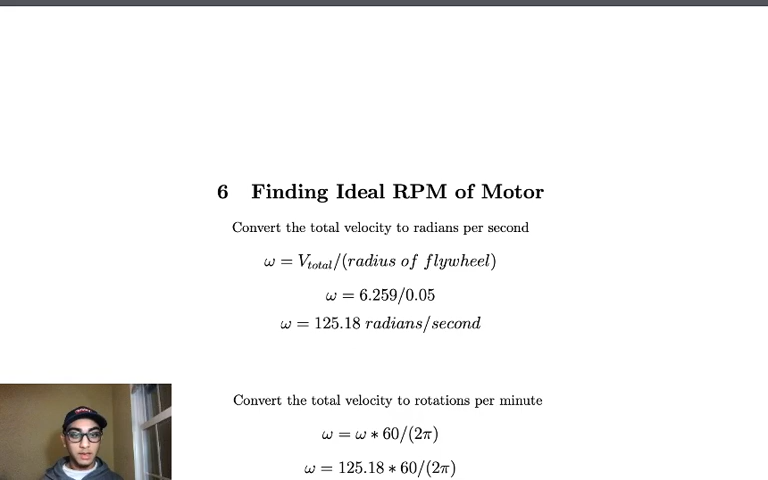 6 Finding Ideal RPM of Motor
Convert the total velocity to radians per second
ω = V_total/(radius of flywheel)
ω = 6.259/0.05
ω = 125.18 radians/second
Convert the total velocity to rotations per minute
ω = ω ∗ 60/(2π)
ω = 125.18 ∗ 60/(2π)